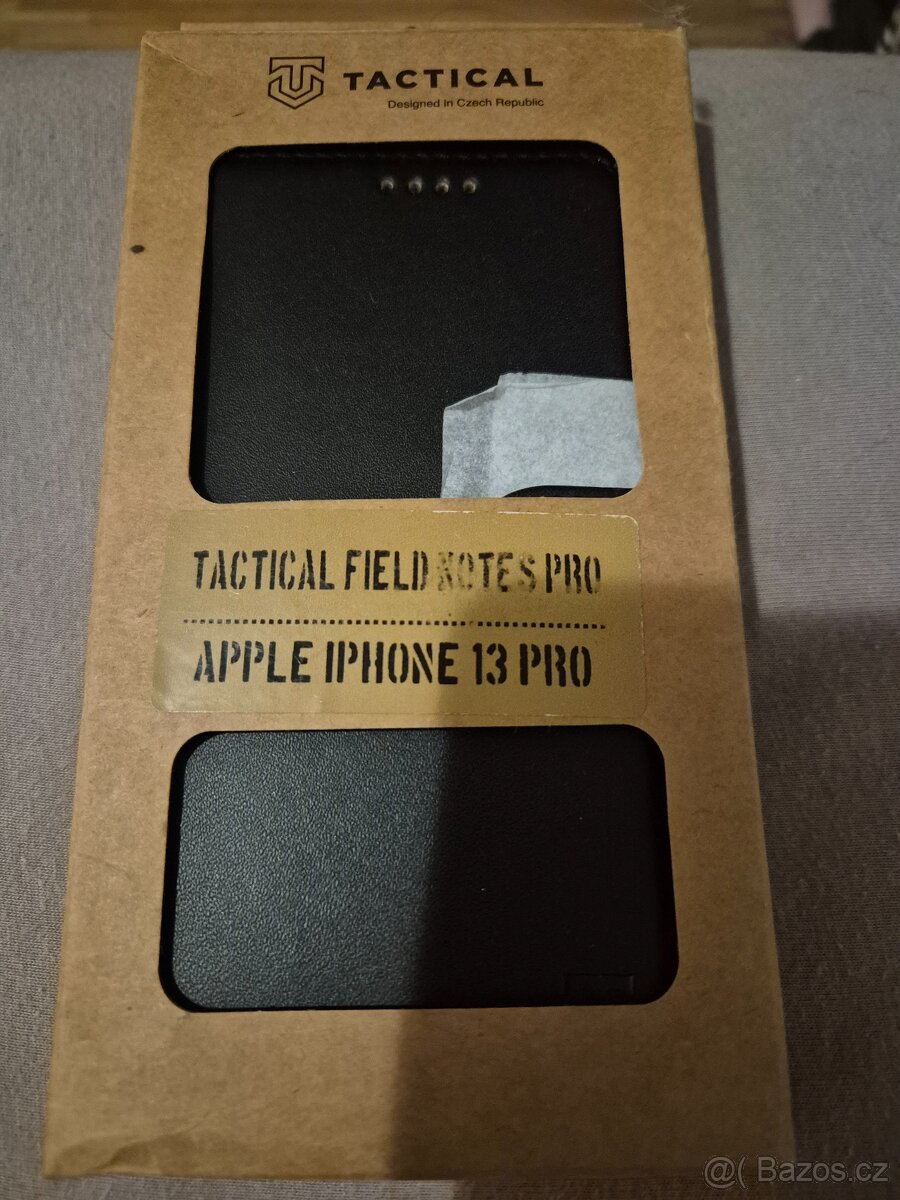 TACTICAL
Designed in Czech Republic
TACTICAL FIELD NOTES PRO
APPLE IPHONE 13 PRO
@( Bazos.cz